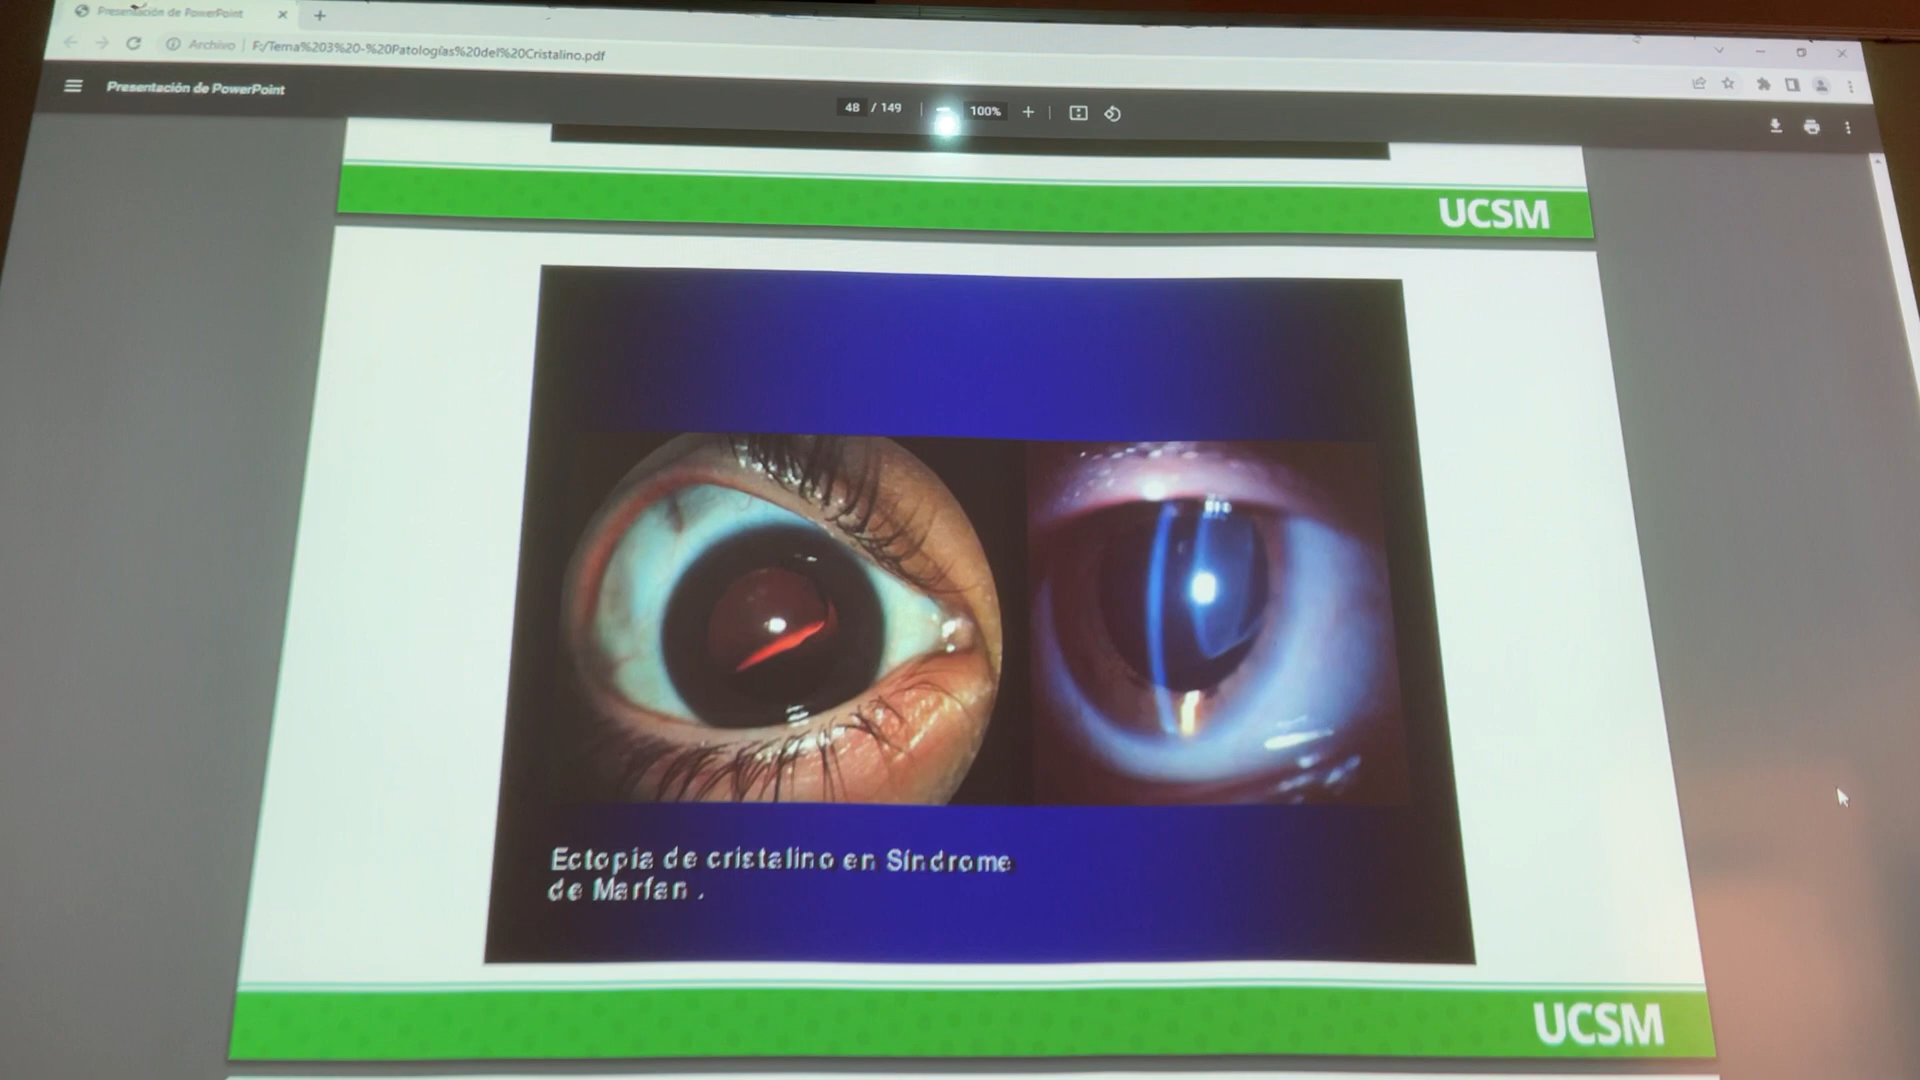 Presentación de PowerPoint
Archivo
F:/Tema%203%20-%20Patologías%20del%20Cristalino.pdf
Presentación de PowerPoint
48 / 149
100%
UCSM
Ectopia de cristalino en Síndrome
de Marfan .
UCSM